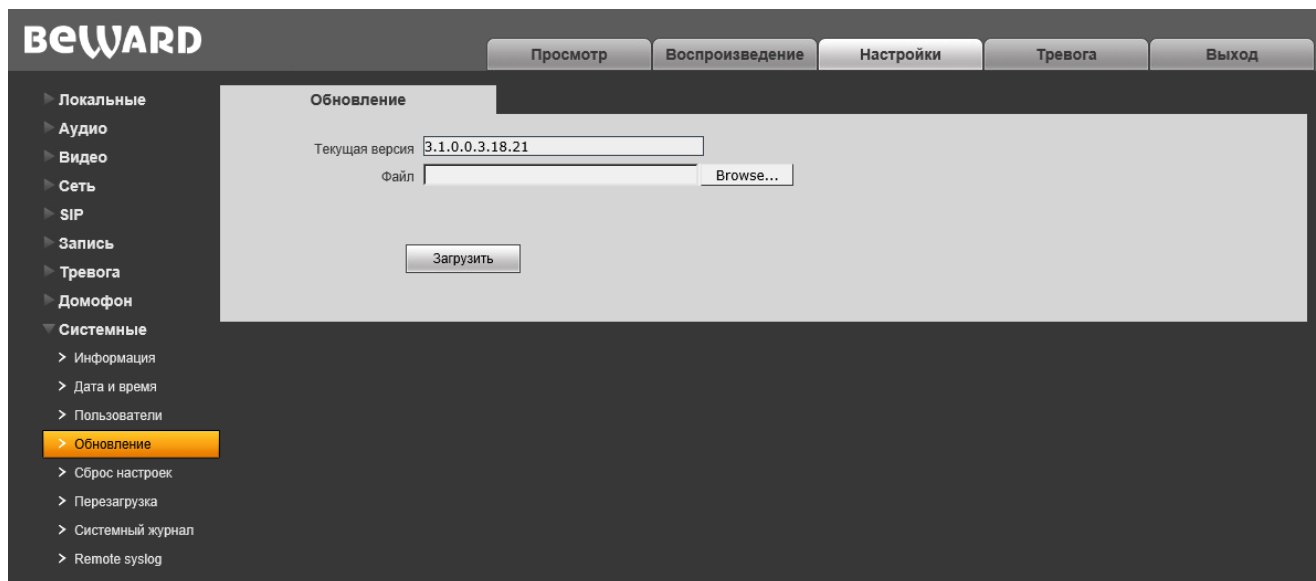 BEWARD
Просмотр Воспроизведение Настройки Тревога Выход
Локальные
Аудио
Видео
Сеть
SIP
Запись
Тревога
Домофон
Системные
Информация
Дата и время
Пользователи
Обновление
Сброс настроек
Перезагрузка
Системный журнал
Remote syslog
Обновление
Текущая версия 3.1.0.0.3.18.21
Файл Browse...
Загрузить